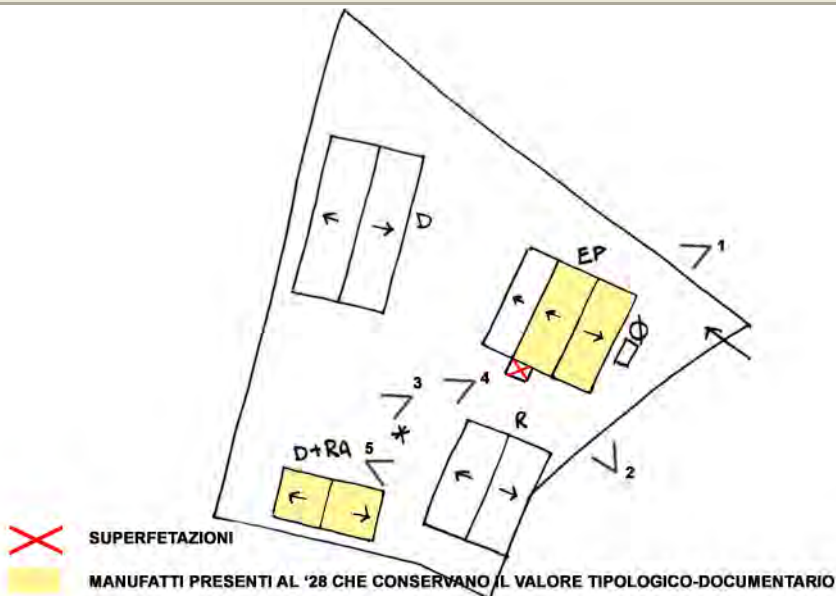 D
EP
1
3
4
R
2
D+RA
5
SUPERFETAZIONI
MANUFATTI PRESENTI AL '28 CHE CONSERVANO IL VALORE TIPOLOGICO-DOCUMENTARIO